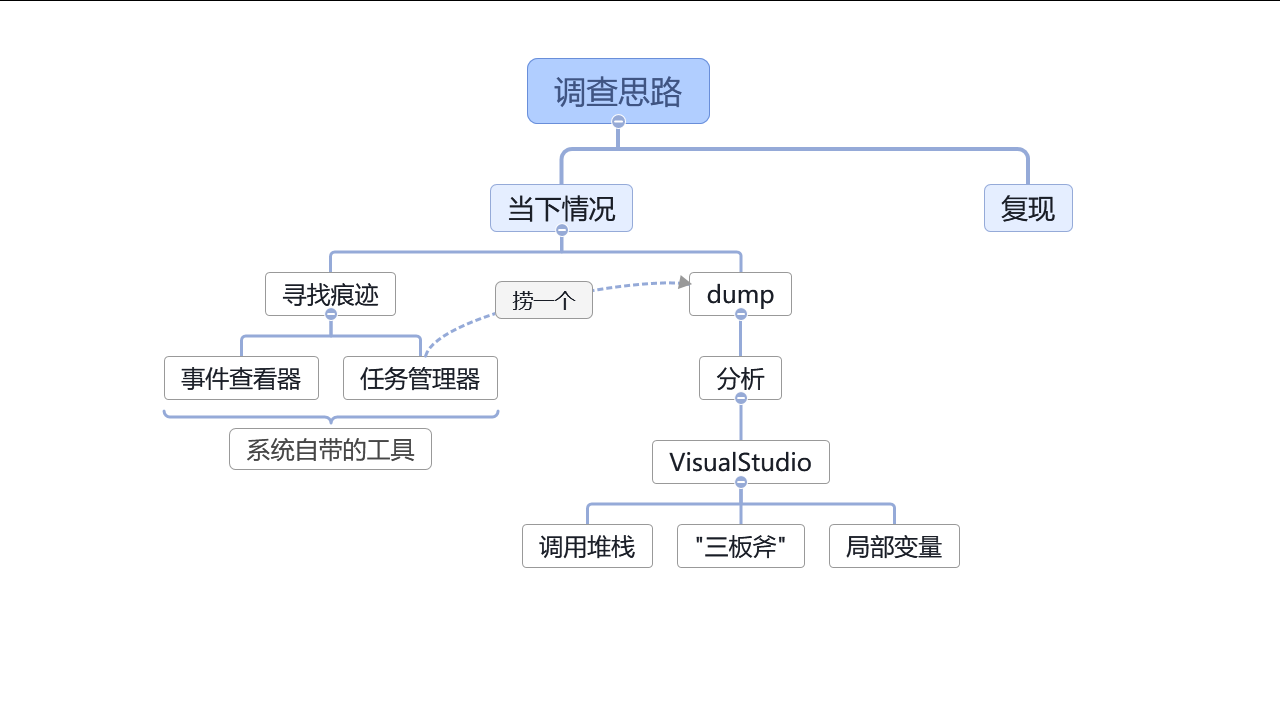 调查思路
当下情况
复现
寻找痕迹
捞一个
dump
事件查看器
任务管理器
分析
系统自带的工具
VisualStudio
调用堆栈
"三板斧"
局部变量